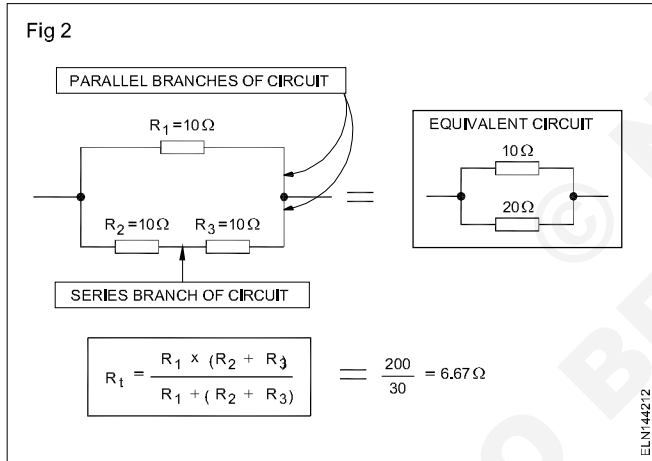 Fig 2
PARALLEL BRANCHES OF CIRCUIT
R1=10Ω
R2=10Ω R3=10Ω
SERIES BRANCH OF CIRCUIT
=
EQUIVALENT CIRCUIT
10Ω
20Ω
Rt = R1 x (R2 + R3) / R1 + ( R2 + R3) = 200 / 30 = 6.67Ω
ELN144212
©